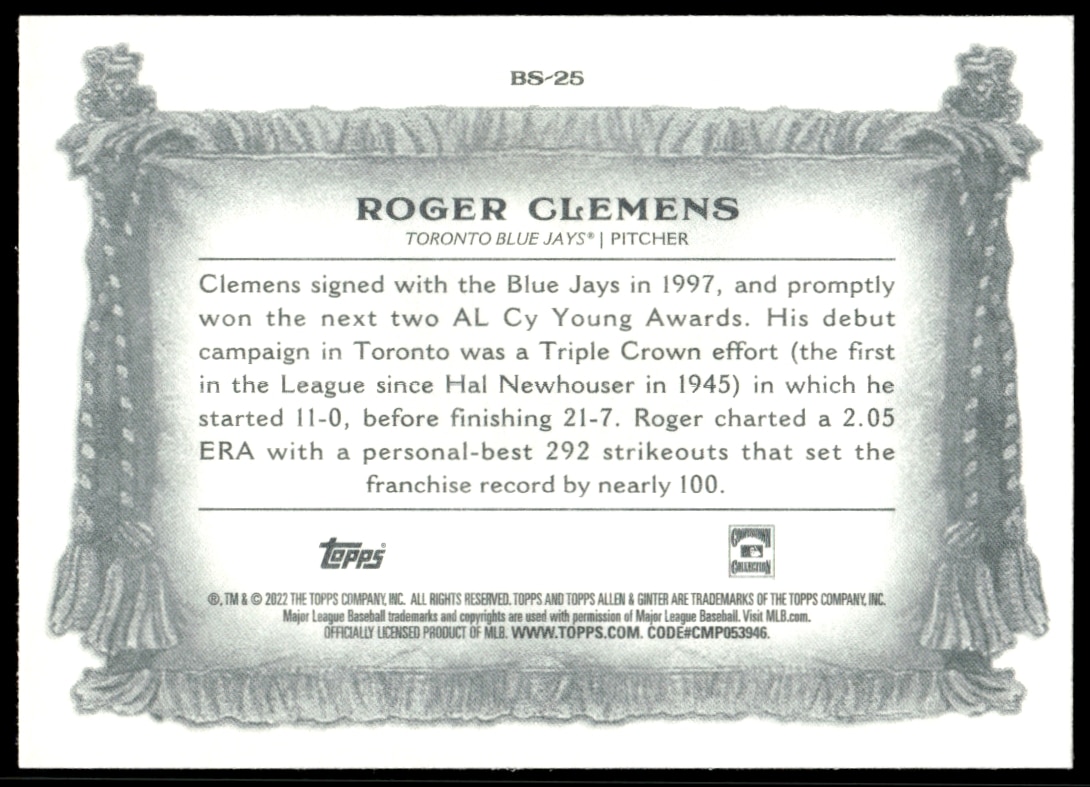 BS-25
ROGER CLEMENS
TORONTO BLUE JAYS® | PITCHER
Clemens signed with the Blue Jays in 1997, and promptly
won the next two AL Cy Young Awards. His debut
campaign in Toronto was a Triple Crown effort (the first
in the League since Hal Newhouser in 1945) in which he
started 11-0, before finishing 21-7. Roger charted a 2.05
ERA with a personal-best 292 strikeouts that set the
franchise record by nearly 100.
topps®
COOPERSTOWN
COLLECTION
®, TM & © 2022 THE TOPPS COMPANY, INC. ALL RIGHTS RESERVED. TOPPS AND TOPPS ALLEN & GINTER ARE TRADEMARKS OF THE TOPPS COMPANY, INC.
Major League Baseball trademarks and copyrights are used with permission of Major League Baseball. Visit MLB.com.
OFFICIALLY LICENSED PRODUCT OF MLB. WWW.TOPPS.COM. CODE#CMP053946.